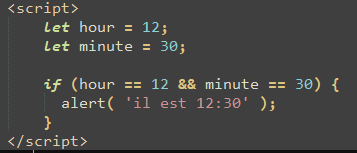 <script>
let hour = 12;
let minute = 30;
if (hour == 12 && minute == 30) {
alert( 'il est 12:30' );
}
</script>